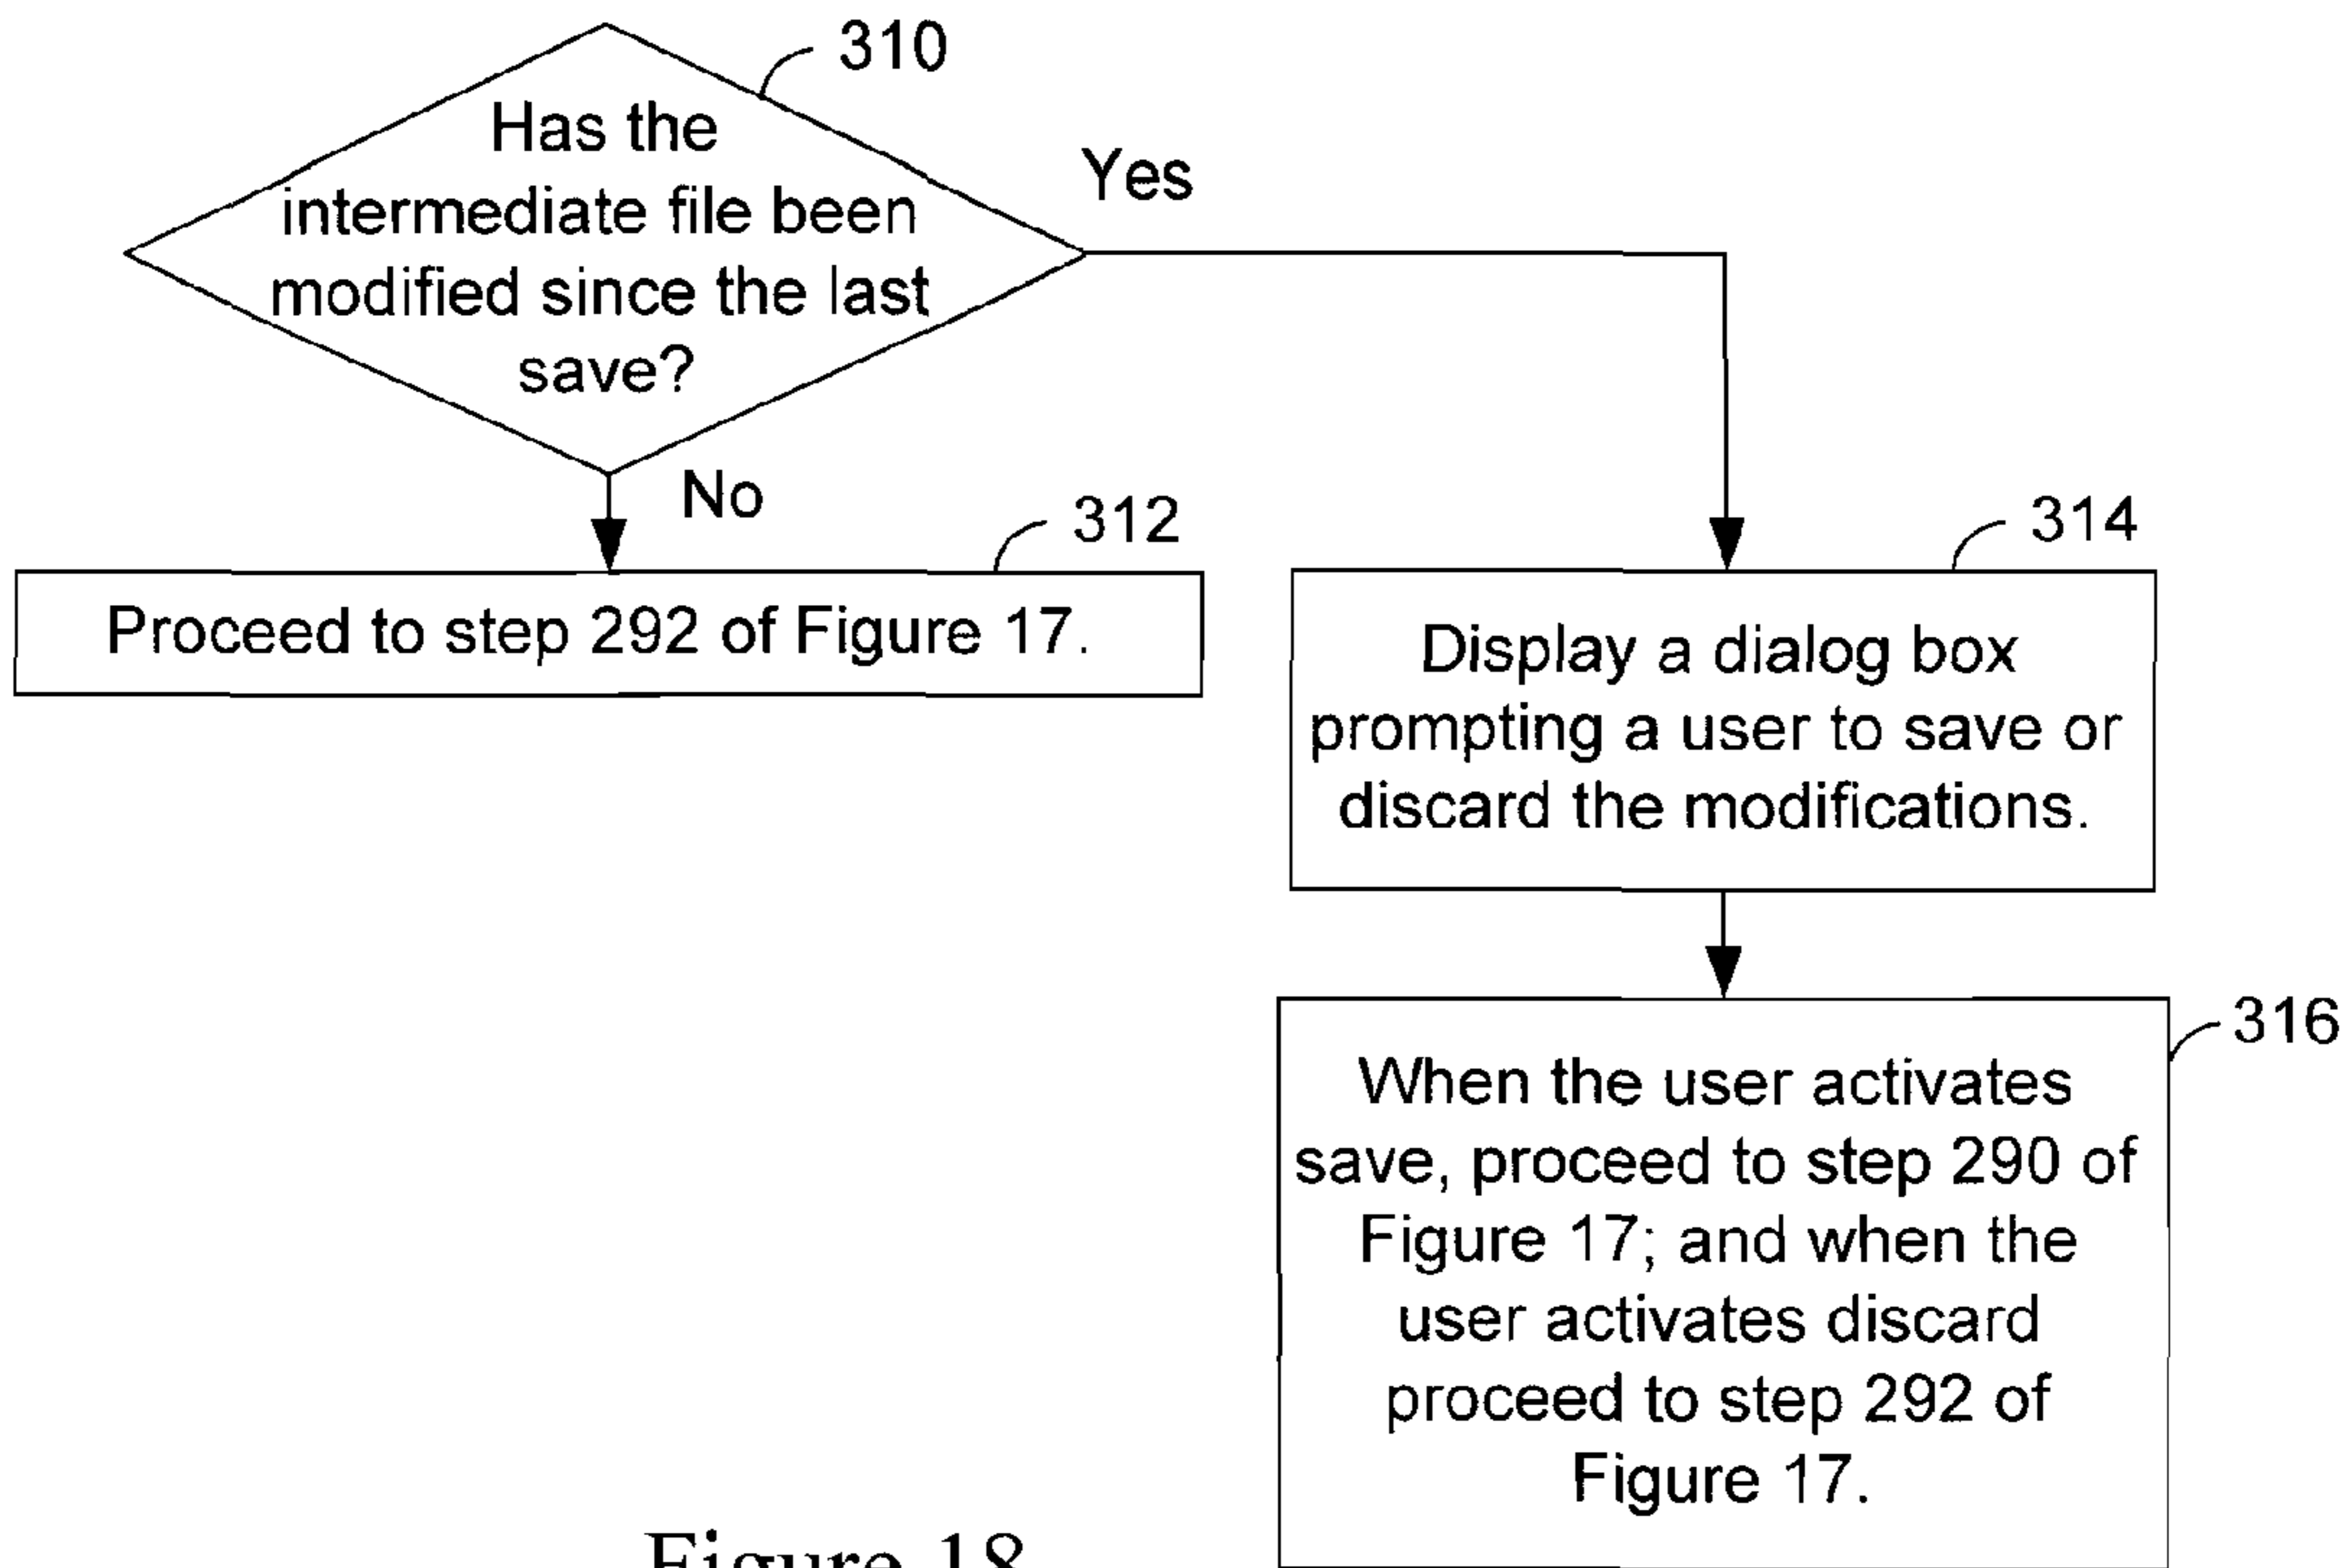 310
Has the
intermediate file been
modified since the last
save?
Yes
No
312
Proceed to step 292 of Figure 17.
314
Display a dialog box
prompting a user to save or
discard the modifications.
316
When the user activates
save, proceed to step 290 of
Figure 17; and when the
user activates discard
proceed to step 292 of
Figure 17.
Figure 18